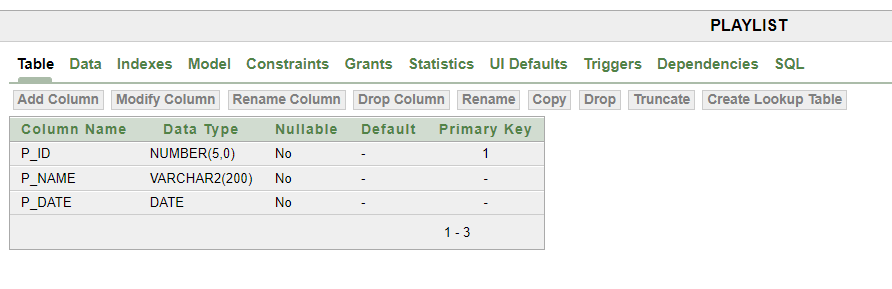 PLAYLIST
Table Data Indexes Model Constraints Grants Statistics UI Defaults Triggers Dependencies SQL
Add Column Modify Column Rename Column Drop Column Rename Copy Drop Truncate Create Lookup Table
Column Name Data Type Nullable Default Primary Key
P_ID NUMBER(5,0) No - 1
P_NAME VARCHAR2(200) No - -
P_DATE DATE No - -
1 - 3